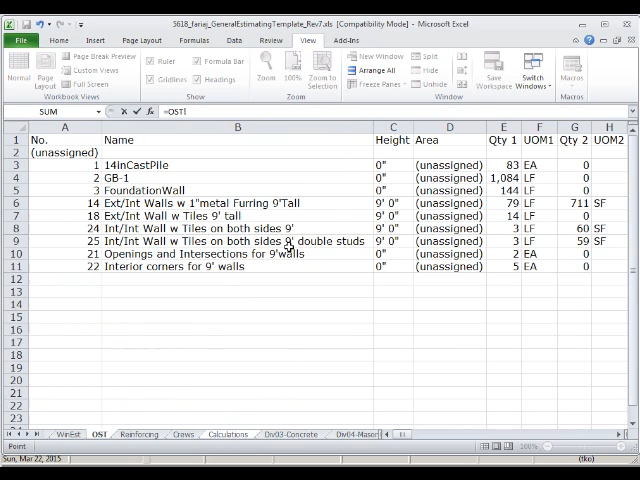 5618_fariaj_GeneralEstimatingTemplate_Rev7.xls [Compatibility Mode] - Microsoft Excel
File Home Insert Page Layout Formulas Data Review View Add-Ins
Normal Page Layout Page Break Preview Custom Views Full Screen Workbook Views
Ruler Formula Bar Gridlines Headings Show
Zoom 100% Zoom to Selection Zoom
New Window Arrange All Freeze Panes Split Hide Save Workspace Switch Windows Window
Macros Macros
SUM fx =OST!
A B C D E F G H
1 No. Name Height Area Qty 1 UOM1 Qty 2 UOM2
2 (unassigned)
3 1 14inCastPile 0" (unassigned) 83 EA 0
4 2 GB-1 0" (unassigned) 1,084 LF 0
5 3 FoundationWall 0" (unassigned) 144 LF 0
6 14 Ext/Int Walls w 1"metal Furring 9'Tall 9' 0" (unassigned) 79 LF 711 SF
7 18 Ext/Int Wall w Tiles 9' tall 9' 0" (unassigned) 14 LF 0
8 24 Int/Int Wall w Tiles on both sides 9' 9' 0" (unassigned) 3 LF 60 SF
9 25 Int/Int Wall w Tiles on both sides 9' double studs 9' 0" (unassigned) 3 LF 59 SF
10 21 Openings and Intersections for 9'walls 0" (unassigned) 2 EA 0
11 22 Interior corners for 9' walls 0" (unassigned) 5 EA 0
12
13
14
15
16
17
18
19
20
21
22
23
24
WinEst OST Reinforcing Crews Calculations Div03-Concrete Div04-Mason
Point 100%
Sun, Mar 22, 2015 (tko)